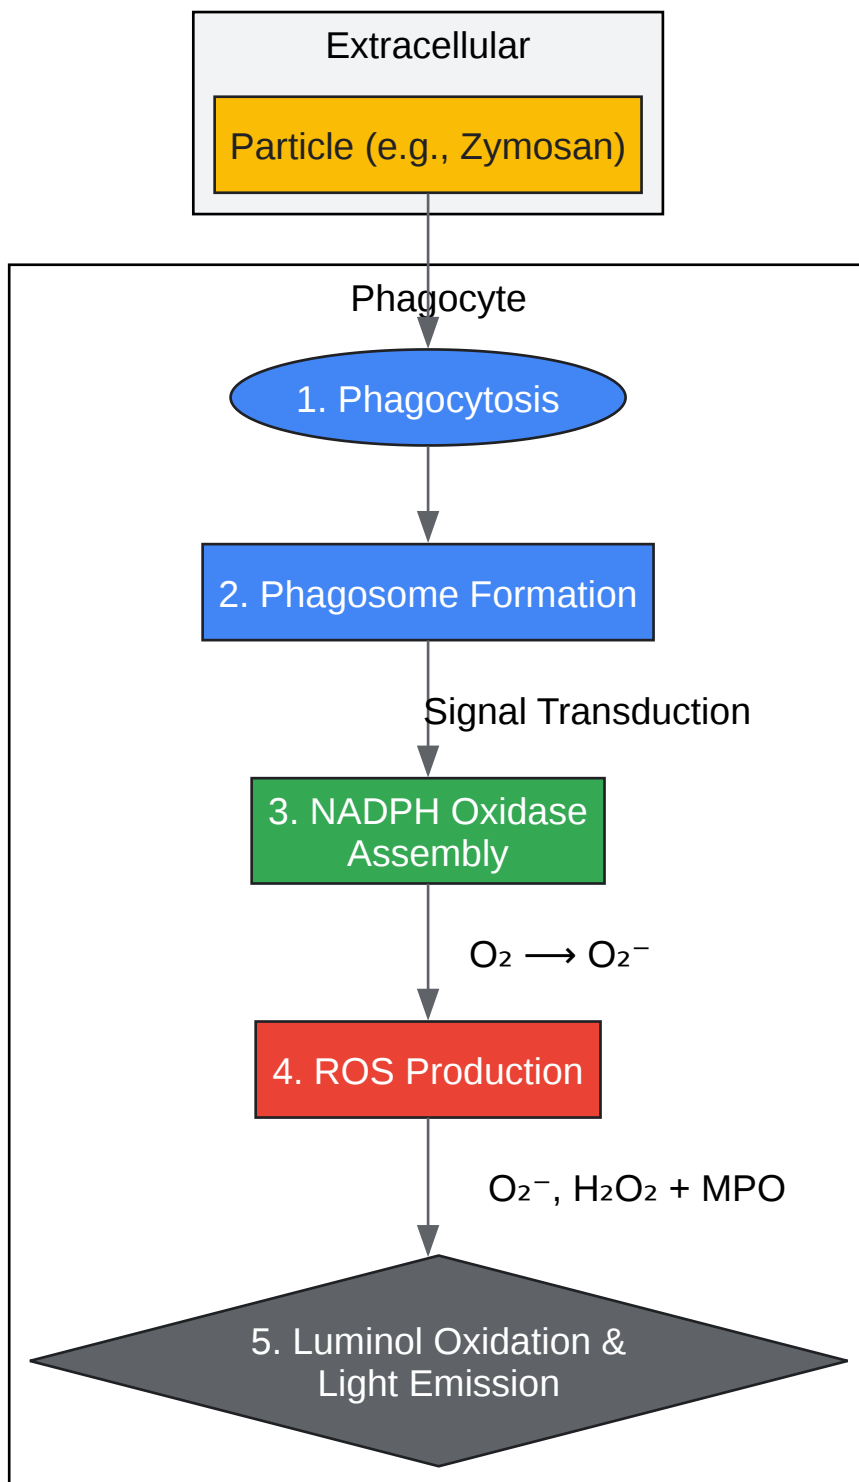 Extracellular
Particle (e.g., Zymosan)
Phagocyte
1. Phagocytosis
2. Phagosome Formation
Signal Transduction
3. NADPH Oxidase
Assembly
O₂ ⟶ O₂⁻
4. ROS Production
O₂⁻, H₂O₂ + MPO
5. Luminol Oxidation &
Light Emission